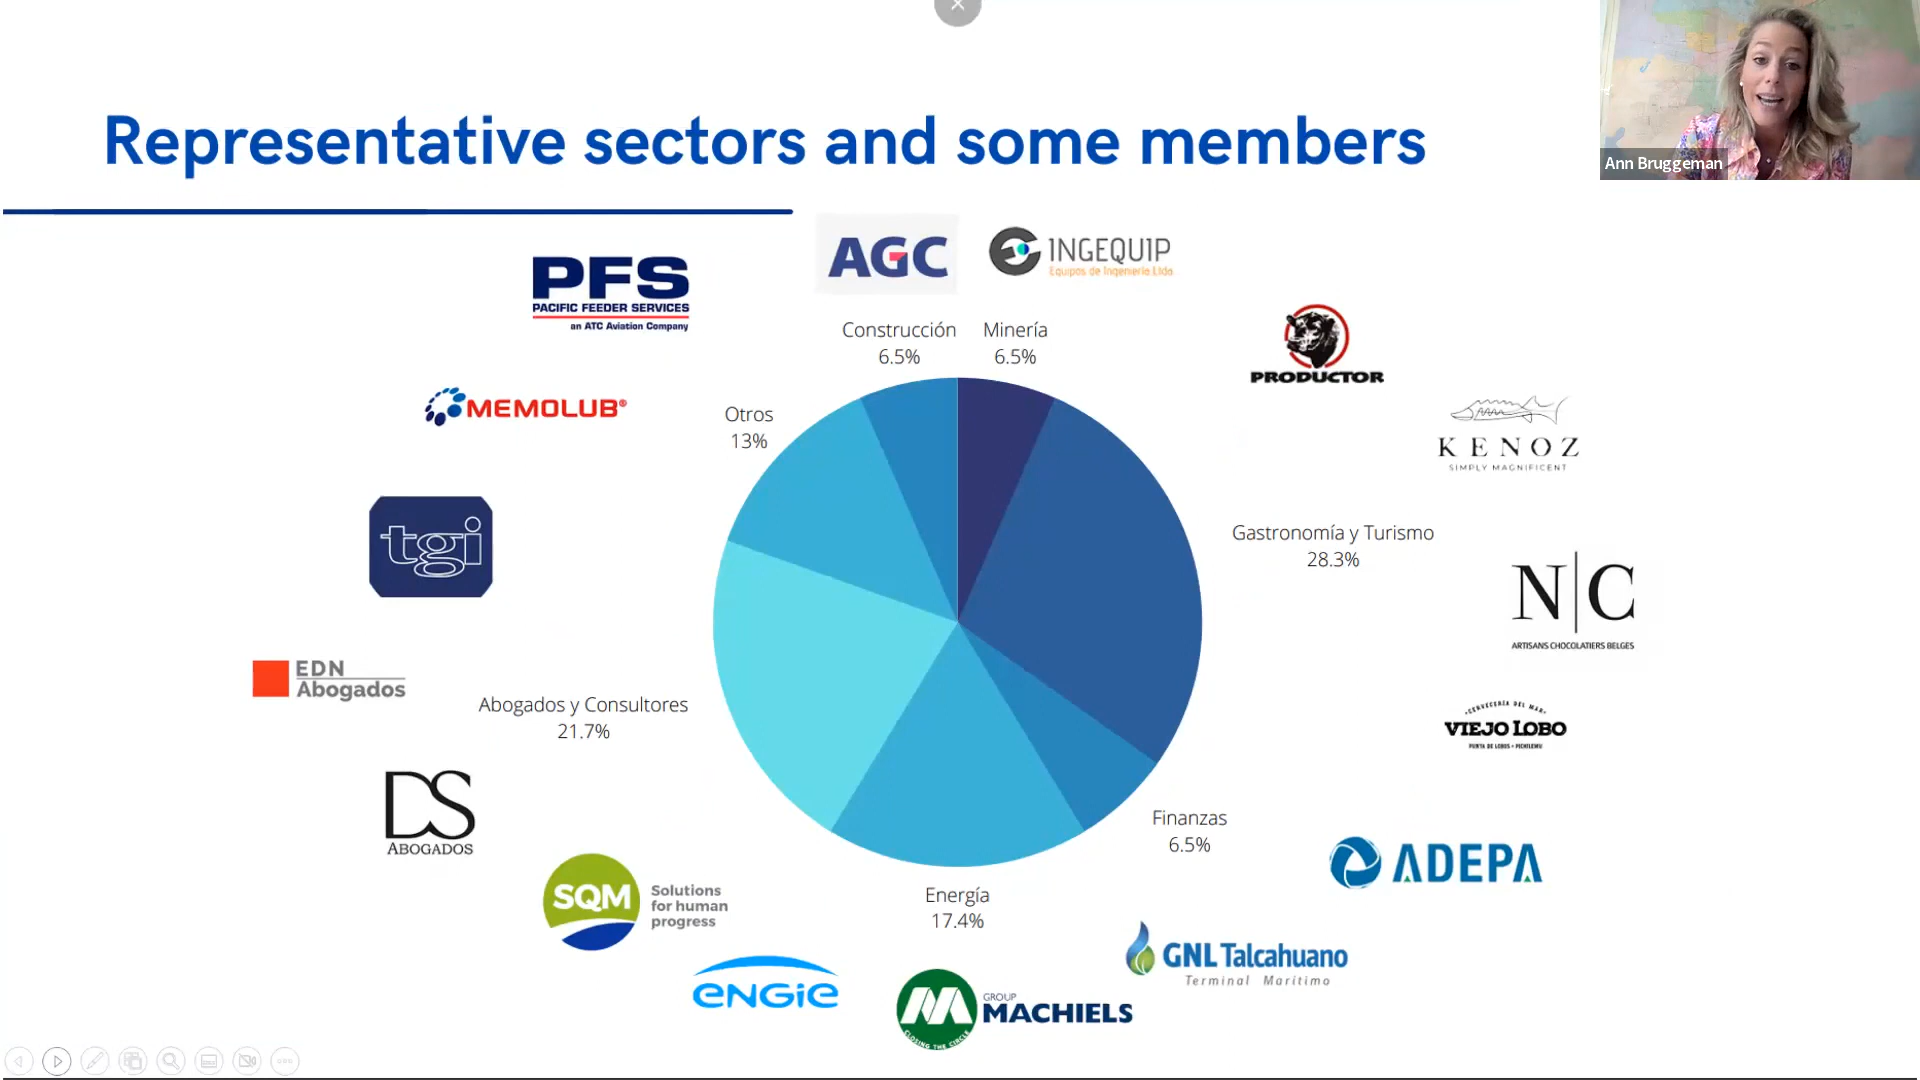 Representative sectors and some members
Ann Bruggeman
AGC
INGEQUIP
Equipos de Ingeniería Ltda.
PFS
PACIFIC FEEDER SERVICES
an ATC Aviation Company
Construcción
6.5%
Minería
6.5%
PRODUCTOR
MEMOLUB®
Otros
13%
KENOZ
SIMPLY MAGNIFICENT
tgi
Gastronomía y Turismo
28.3%
N|C
ARTISANS CHOCOLATIERS BELGES
EDN
Abogados
Abogados y Consultores
21.7%
CERVECERÍA DEL MAR
VIEJO LOBO
PUNTA DE LOBOS • PICHILEMU
DS
ABOGADOS
Finanzas
6.5%
ADEPA
SQM
Solutions
for human
progress
Energía
17.4%
GNL Talcahuano
Terminal Marítimo
ENGIE
GROUP
MACHIELS
CLOSING THE CIRCLE